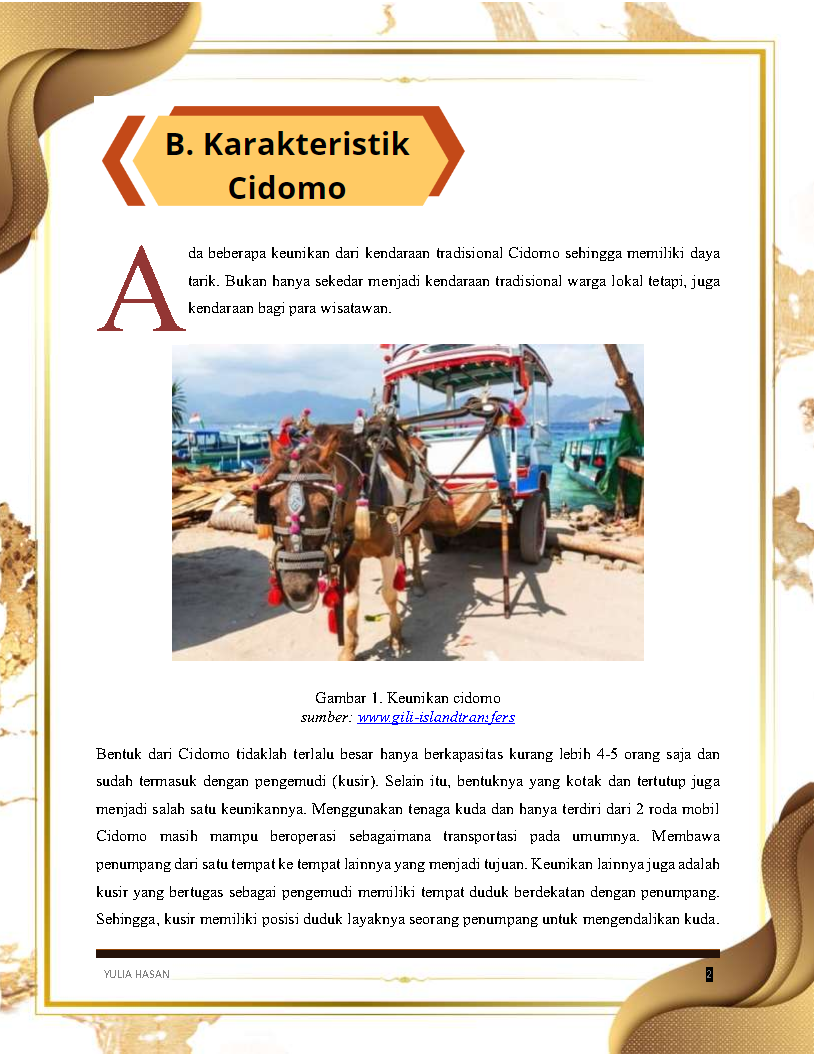 B. Karakteristik
Cidomo
Ada beberapa keunikan dari kendaraan tradisional Cidomo sehingga memiliki daya
tarik. Bukan hanya sekedar menjadi kendaraan tradisional warga lokal tetapi, juga
kendaraan bagi para wisatawan.
Gambar 1. Keunikan cidomo
sumber: www.gili-islandtransfers
Bentuk dari Cidomo tidaklah terlalu besar hanya berkapasitas kurang lebih 4-5 orang saja dan
sudah termasuk dengan pengemudi (kusir). Selain itu, bentuknya yang kotak dan tertutup juga
menjadi salah satu keunikannya. Menggunakan tenaga kuda dan hanya terdiri dari 2 roda mobil
Cidomo masih mampu beroperasi sebagaimana transportasi pada umumnya. Membawa
penumpang dari satu tempat ke tempat lainnya yang menjadi tujuan. Keunikan lainnya juga adalah
kusir yang bertugas sebagai pengemudi memiliki tempat duduk berdekatan dengan penumpang.
Sehingga, kusir memiliki posisi duduk layaknya seorang penumpang untuk mengendalikan kuda.
YULIA HASAN
2